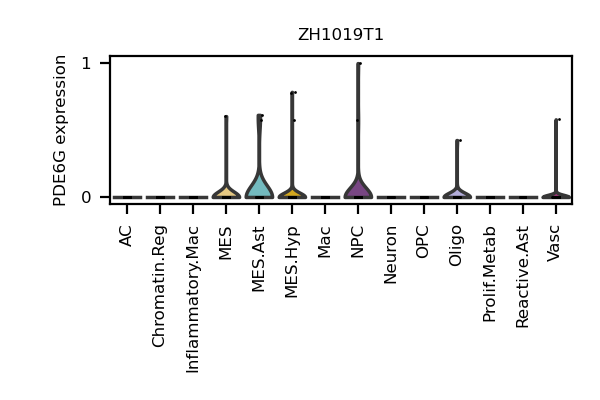 ZH1019T1
PDE6G expression
1
0
AC
Chromatin.Reg
Inflammatory.Mac
MES
MES.Ast
MES.Hyp
Mac
NPC
Neuron
OPC
Oligo
Prolif.Metab
Reactive.Ast
Vasc